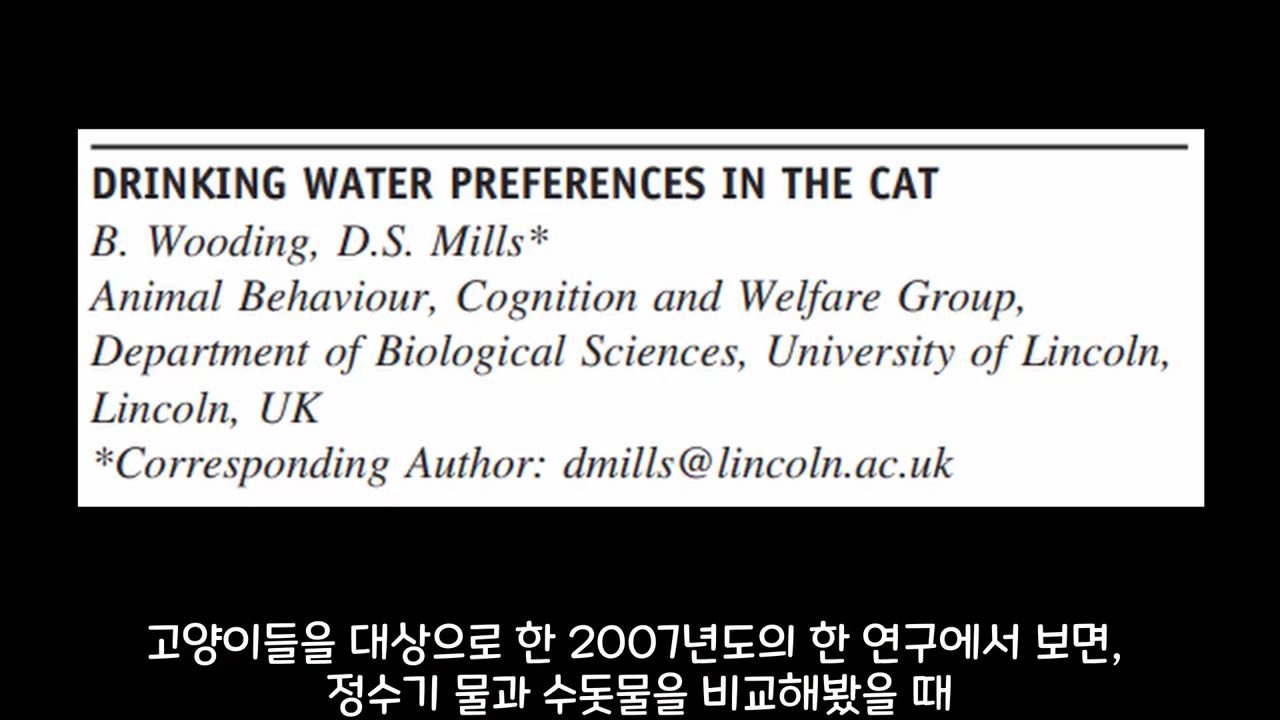 DRINKING WATER PREFERENCES IN THE CAT
B. Wooding, D.S. Mills*
Animal Behaviour, Cognition and Welfare Group,
Department of Biological Sciences, University of Lincoln,
Lincoln, UK
*Corresponding Author: dmills@lincoln.ac.uk
고양이들을 대상으로 한 2007년도의 한 연구에서 보면,
정수기 물과 수돗물을 비교해봤을 때